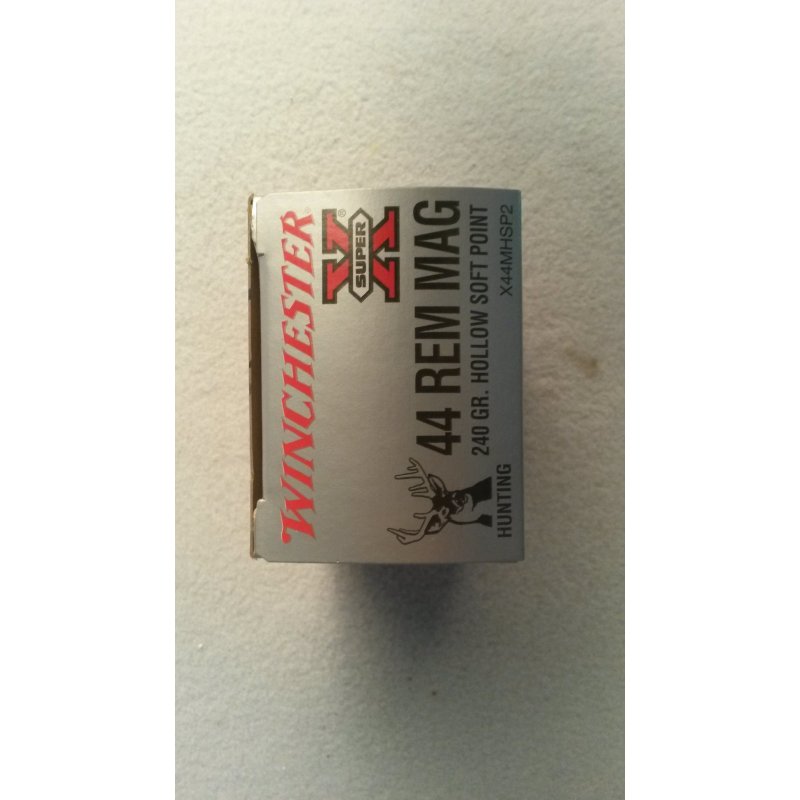 WINCHESTER®
SUPER X®
44 REM MAG
240 GR. HOLLOW SOFT POINT
HUNTING
X44MHSP2